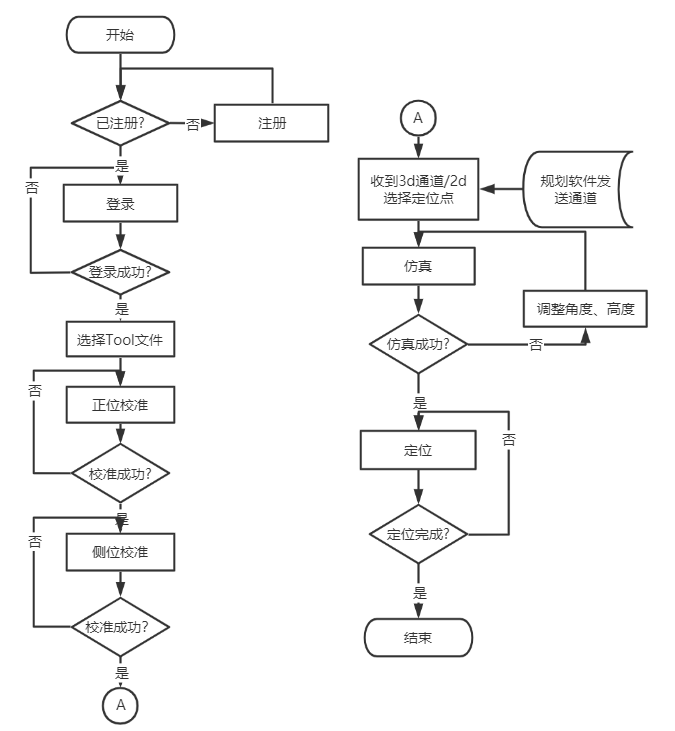 开始
已注册?
否
注册
是
否
登录
登录成功?
是
选择Tool文件
否
正位校准
校准成功?
是
否
侧位校准
校准成功?
是
A
A
收到3d通道/2d
选择定位点
规划软件发
送通道
仿真
调整角度、高度
仿真成功?
否
是
否
定位
定位完成?
是
结束